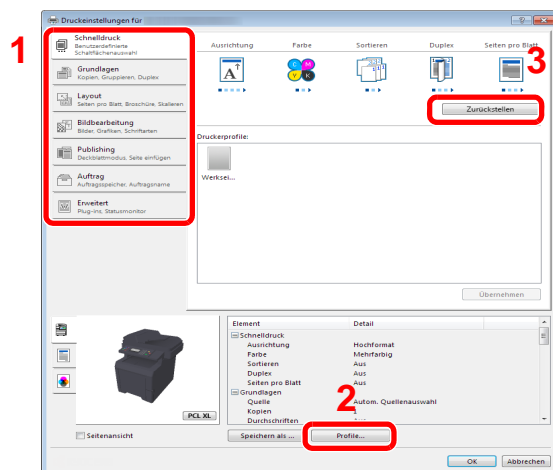 Druckeinstellungen für
1
Schnelldruck
Benutzerdefinierte
Schaltflächenauswahl
Grundlagen
Kopien, Gruppieren, Duplex
Layout
Seiten pro Blatt, Broschüre, Skalieren
Bildbearbeitung
Bilder, Grafiken, Schriftarten
Publishing
Deckblattmodus, Seite einfügen
Auftrag
Auftragsspeicher, Auftragsname
Erweitert
Plug-ins, Statusmonitor
Ausrichtung Farbe Sortieren Duplex Seiten pro Blatt
A C M Y K
3
Zurückstellen
Druckerprofile:
Werksei...
Übernehmen
PCL XL
Seitenansicht
Element Detail
Schnelldruck
Ausrichtung Hochformat
Farbe Mehrfarbig
Sortieren Aus
Duplex Aus
Seiten pro Blatt Aus
Grundlagen
Quelle Autom. Quellenauswahl
Kopien 1
Durchschriften
2
Speichern als ... Profile...
OK Abbrechen